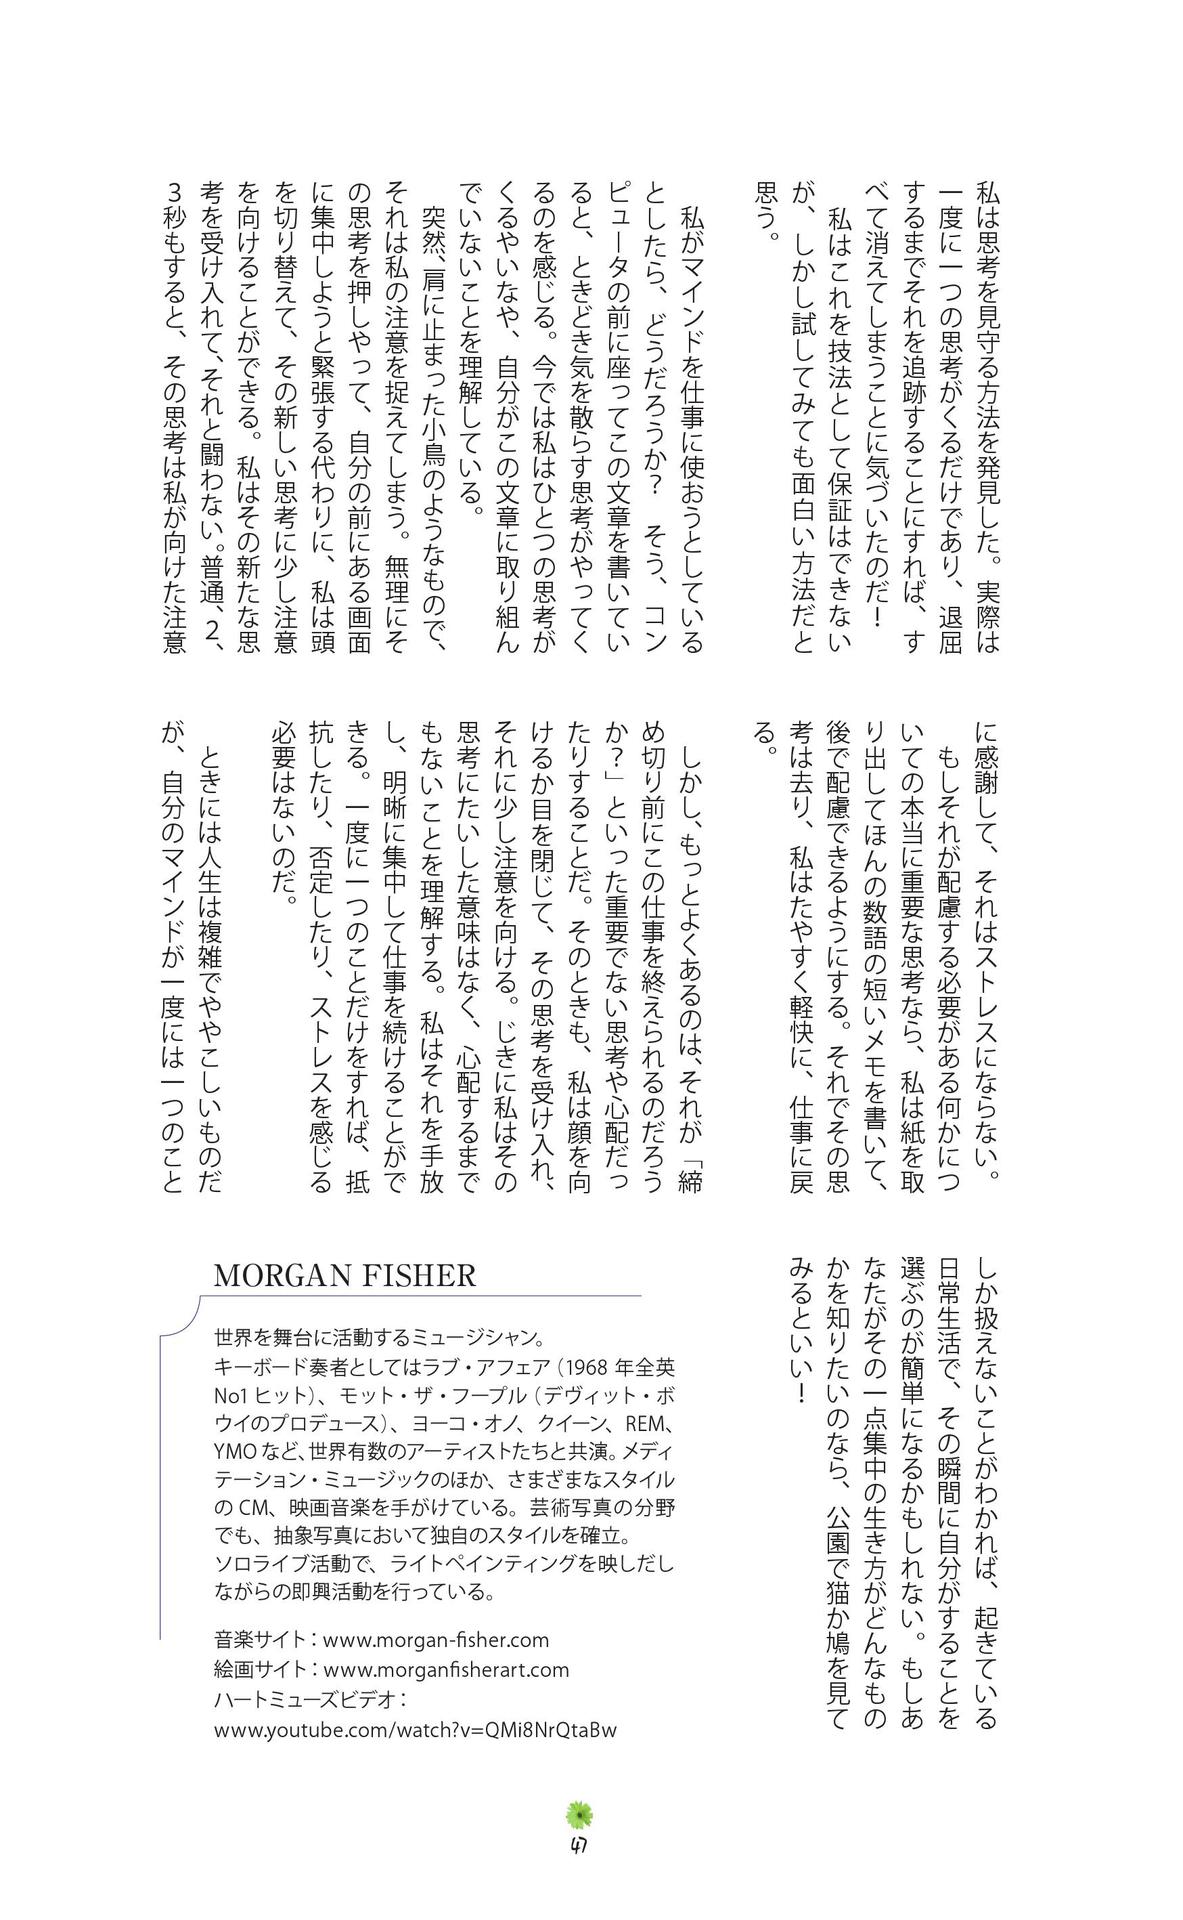 私は思考を見守る方法を発見した。実際は
一度に一つの思考がくるだけであり、退屈
するまでそれを追跡することにすれば、す
べて消えてしまうことに気づいたのだ！
　私はこれを技法として保証はできない
が、しかし試してみても面白い方法だと
思う。
　私がマインドを仕事に使おうとしている
としたら、どうだろうか？　そう、コン
ピュータの前に座ってこの文章を書いてい
ると、ときどき気を散らす思考がやってく
るのを感じる。今では私はひとつの思考が
くるやいなや、自分がこの文章に取り組ん
でいないことを理解している。
　突然、肩に止まった小鳥のようなもので、
それは私の注意を捉えてしまう。無理にそ
の思考を押しやって、自分の前にある画面
に集中しようと緊張する代わりに、私は頭
を切り替えて、その新しい思考に少し注意
を向けることができる。私はその新たな思
考を受け入れて、それと闘わない。普通、２、
３秒もすると、その思考は私が向けた注意
に感謝して、それはストレスにならない。
　もしそれが配慮する必要がある何かにつ
いての本当に重要な思考なら、私は紙を取
り出してほんの数語の短いメモを書いて、
後で配慮できるようにする。それでその思
考は去り、私はたやすく軽快に、仕事に戻
る。
　しかし、もっとよくあるのは、それが「締
め切り前にこの仕事を終えられるのだろう
か？」といった重要でない思考や心配だっ
たりすることだ。そのときも、私は顔を向
けるか目を閉じて、その思考を受け入れ、
それに少し注意を向ける。じきに私はその
思考にたいした意味はなく、心配するまで
もないことを理解する。私はそれを手放
し、明晰に集中して仕事を続けることがで
きる。一度に一つのことだけをすれば、抵
抗したり、否定したり、ストレスを感じる
必要はないのだ。
　ときには人生は複雑でややこしいものだ
が、自分のマインドが一度には一つのこと
しか扱えないことがわかれば、起きている
日常生活で、その瞬間に自分がすることを
選ぶのが簡単になるかもしれない。もしあ
なたがその一点集中の生き方がどんなもの
かを知りたいのなら、公園で猫か鳩を見て
みるといい！
MORGAN FISHER
世界を舞台に活動するミュージシャン。
キーボード奏者としてはラブ・アフェア（1968 年全英
No1 ヒット）、モット・ザ・フープル（デヴィット・ボ
ウイのプロデュース）、ヨーコ・オノ、クイーン、REM、
YMO など、世界有数のアーティストたちと共演。メディ
テーション・ミュージックのほか、さまざまなスタイル
の CM、映画音楽を手がけている。芸術写真の分野
でも、抽象写真において独自のスタイルを確立。
ソロライブ活動で、ライトペインティングを映しだし
ながらの即興活動を行っている。
音楽サイト：www.morgan-fisher.com
絵画サイト：www.morganfisherart.com
ハートミューズビデオ：
www.youtube.com/watch?v=QMi8NrQtaBw
47